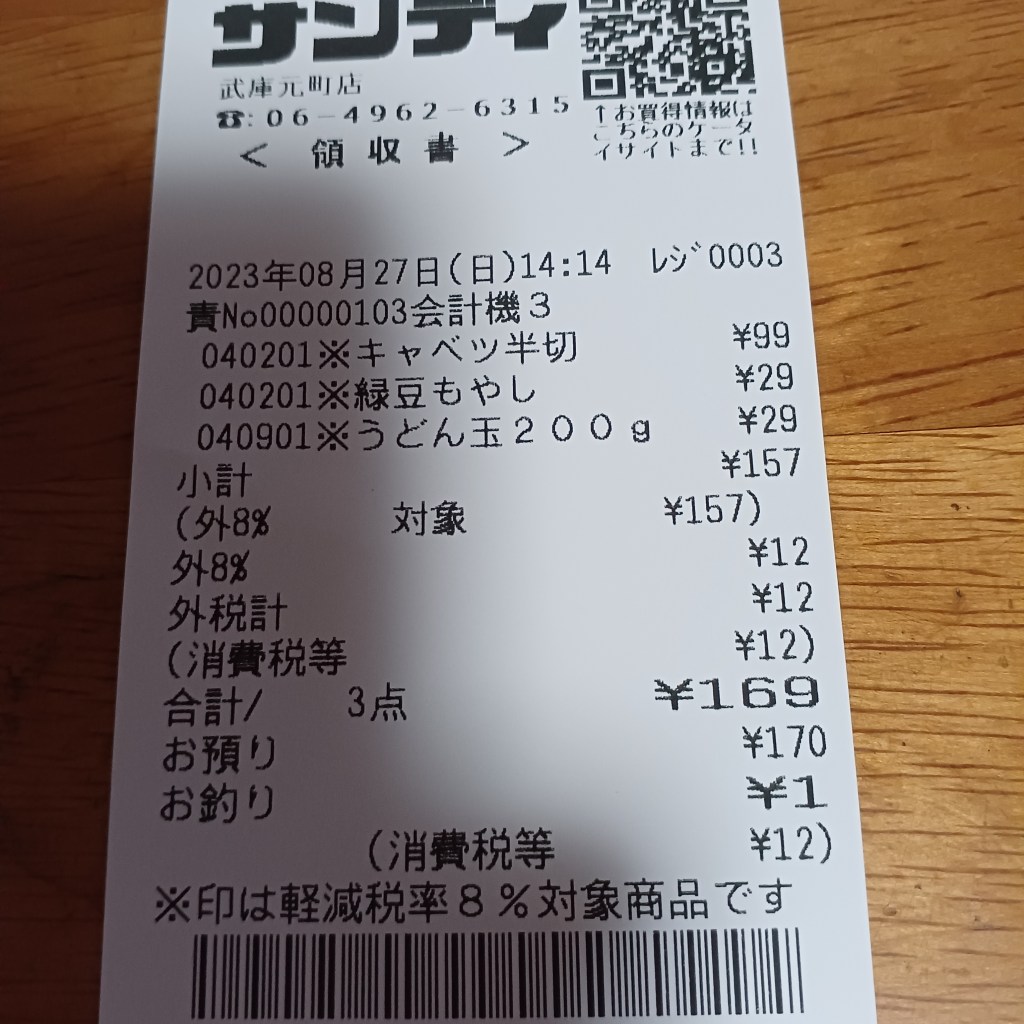 サンディ
武庫元町店
☎:06-4962-6315
↑お買得情報は
こちらのケータ
イサイトまで!!
< 領収書 >
2023年08月27日(日)14:14 レジ0003
責No00000103会計機3
040201※キャベツ半切 ¥99
040201※緑豆もやし ¥29
040901※うどん玉200g ¥29
小計 ¥157
(外8% 対象 ¥157)
外8% ¥12
外税計 ¥12
(消費税等 ¥12)
合計/ 3点 ¥169
お預り ¥170
お釣り ¥1
(消費税等 ¥12)
※印は軽減税率8%対象商品です